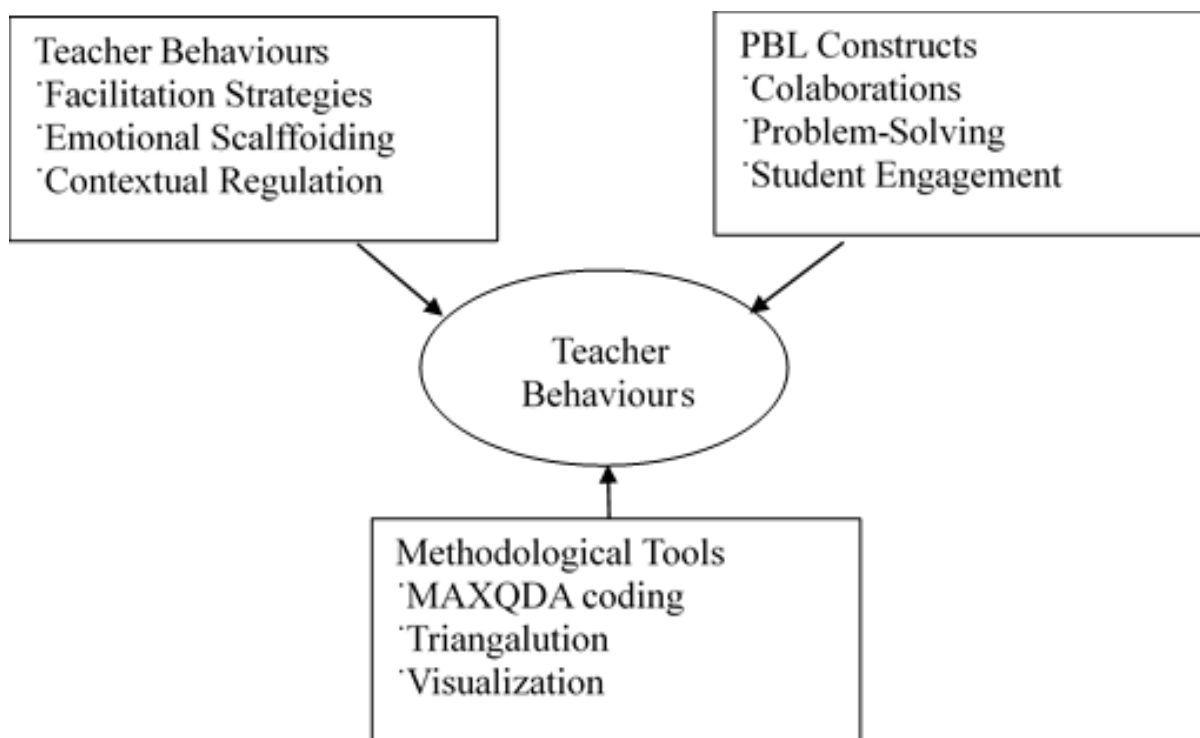 Teacher Behaviours
˙Facilitation Strategies
˙Emotional Scalffoiding
˙Contextual Regulation
PBL Constructs
˙Colaborations
˙Problem-Solving
˙Student Engagement
Teacher
Behaviours
Methodological Tools
˙MAXQDA coding
˙Triangalution
˙Visualization